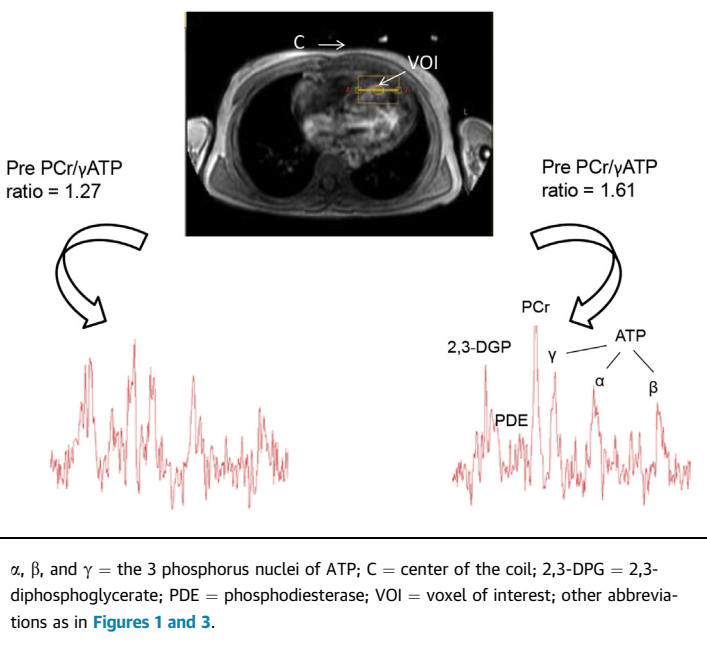 C →
VOI
A
A
L
Pre PCr/γATP
ratio = 1.27
Pre PCr/γATP
ratio = 1.61
PCr
2,3-DGP
γ
ATP
α
β
PDE
α, β, and γ = the 3 phosphorus nuclei of ATP; C = center of the coil; 2,3-DPG = 2,3-
diphosphoglycerate; PDE = phosphodiesterase; VOI = voxel of interest; other abbrevia-
tions as in Figures 1 and 3.